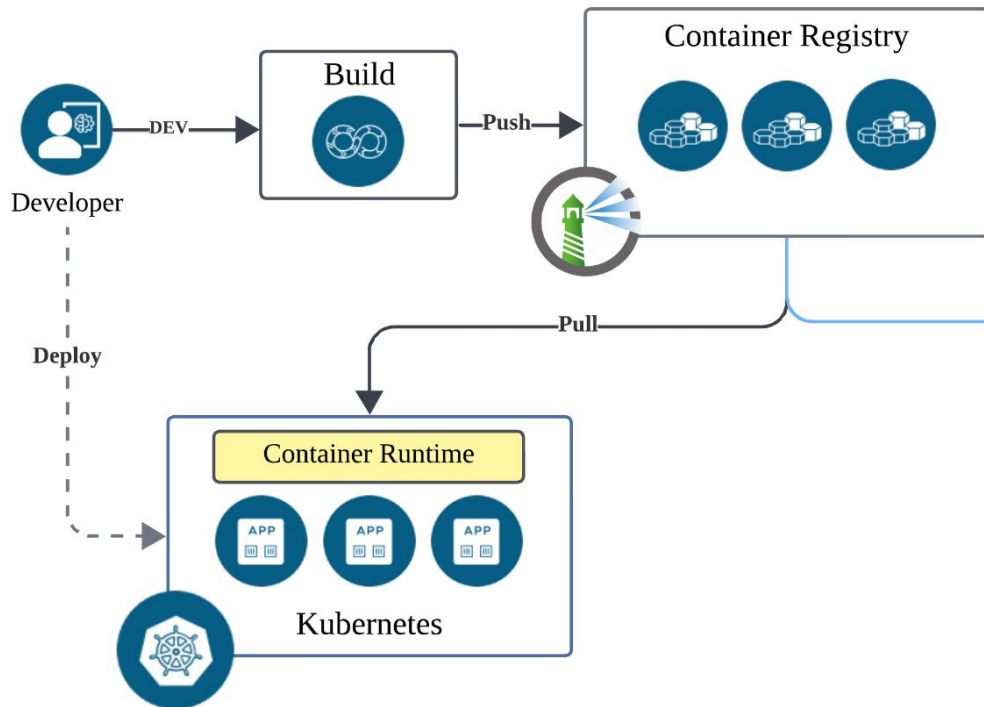 Container Registry
Build
DEV
Push
Developer
Pull
Deploy
Container Runtime
APP
APP
APP
Kubernetes